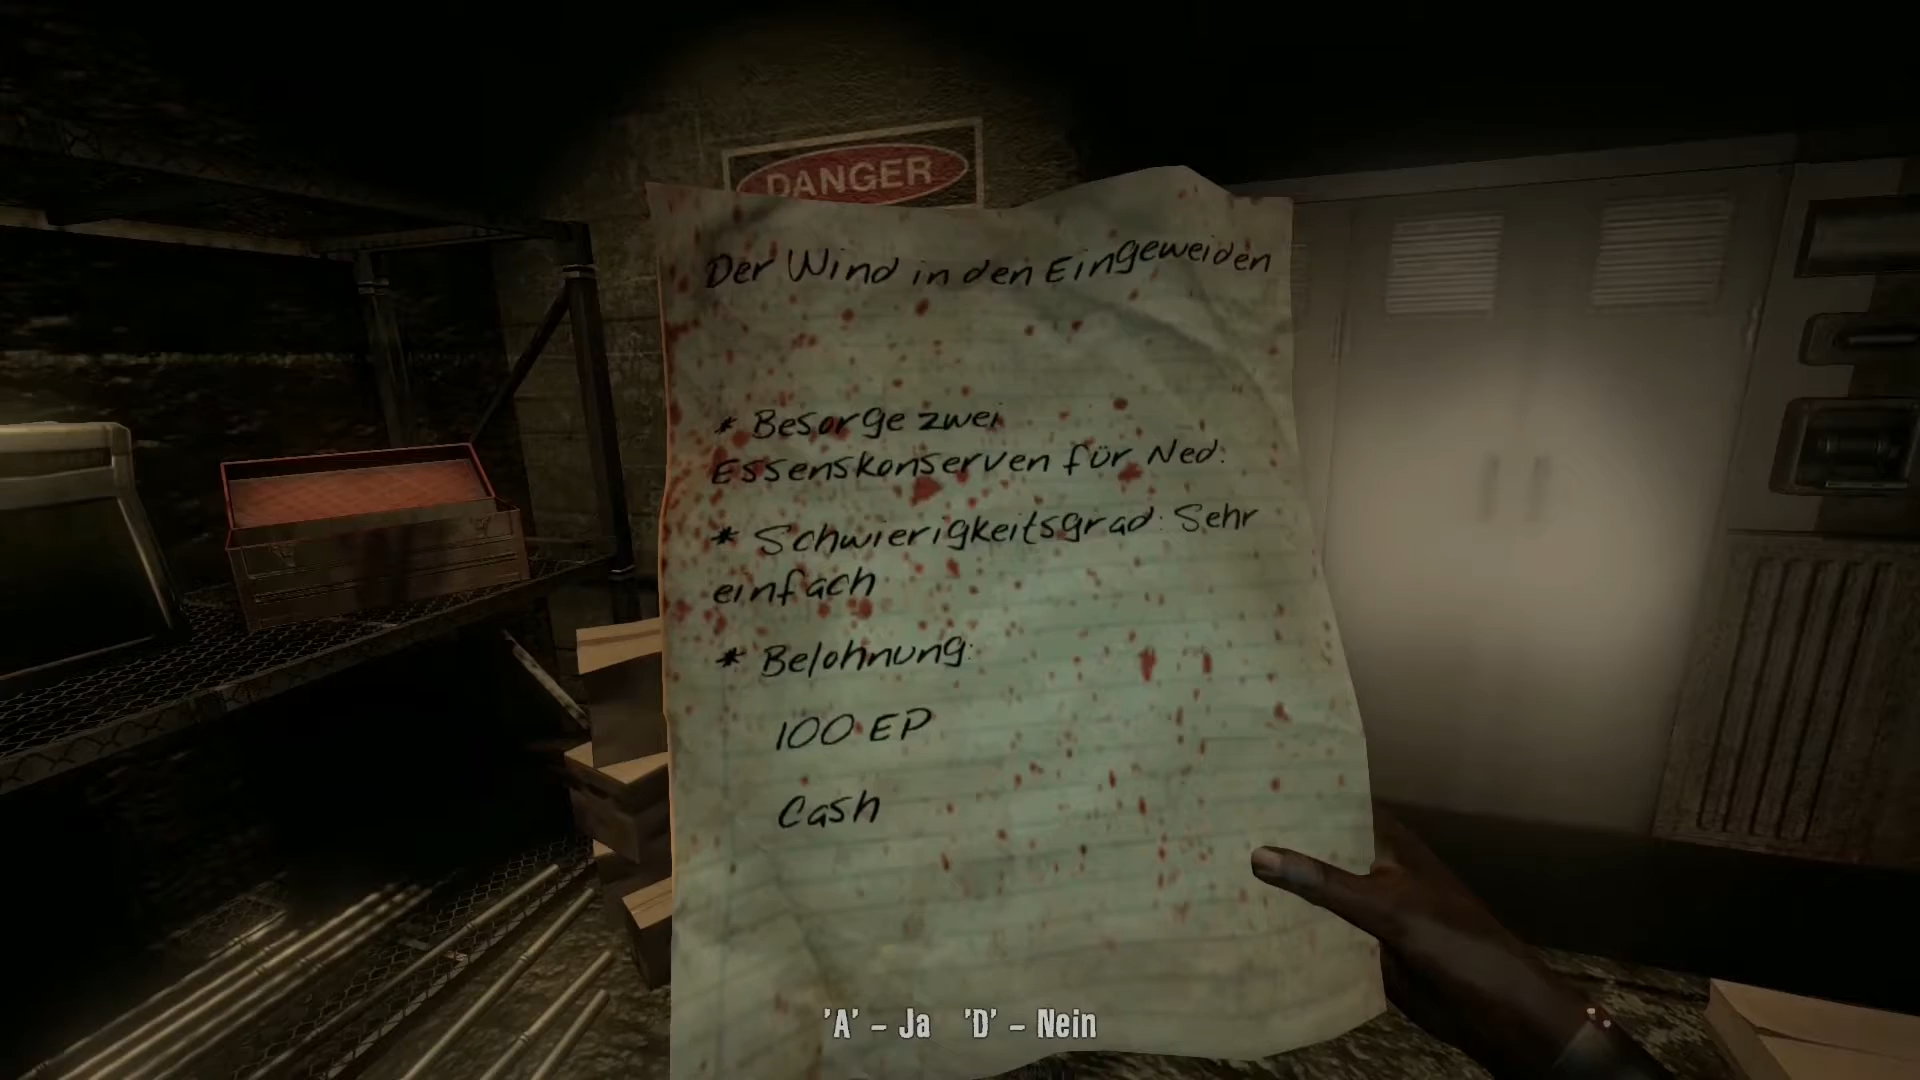 DANGER
Der Wind in den Eingeweiden
* Besorge zwei
Essenskonserven für Ned:
* Schwierigkeitsgrad: Sehr
einfach
* Belohnung:
100 EP
Cash
'A' - Ja 'D' - Nein